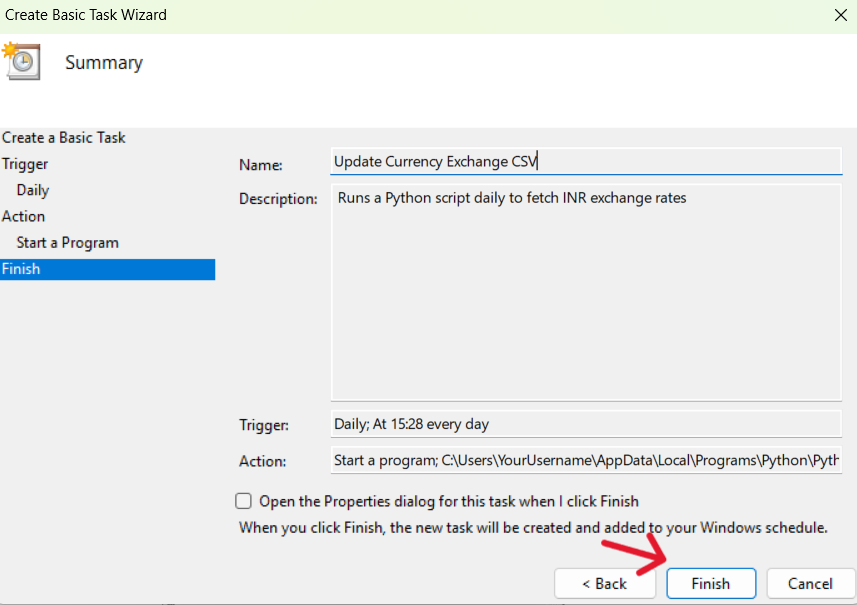 Create Basic Task Wizard
Summary
Create a Basic Task
Trigger
Daily
Action
Start a Program
Finish
Name: Update Currency Exchange CSV
Description: Runs a Python script daily to fetch INR exchange rates
Trigger: Daily; At 15:28 every day
Action: Start a program; C:\Users\YourUsername\AppData\Local\Programs\Python\Pyth
Open the Properties dialog for this task when I click Finish
When you click Finish, the new task will be created and added to your Windows schedule.
< Back Finish Cancel